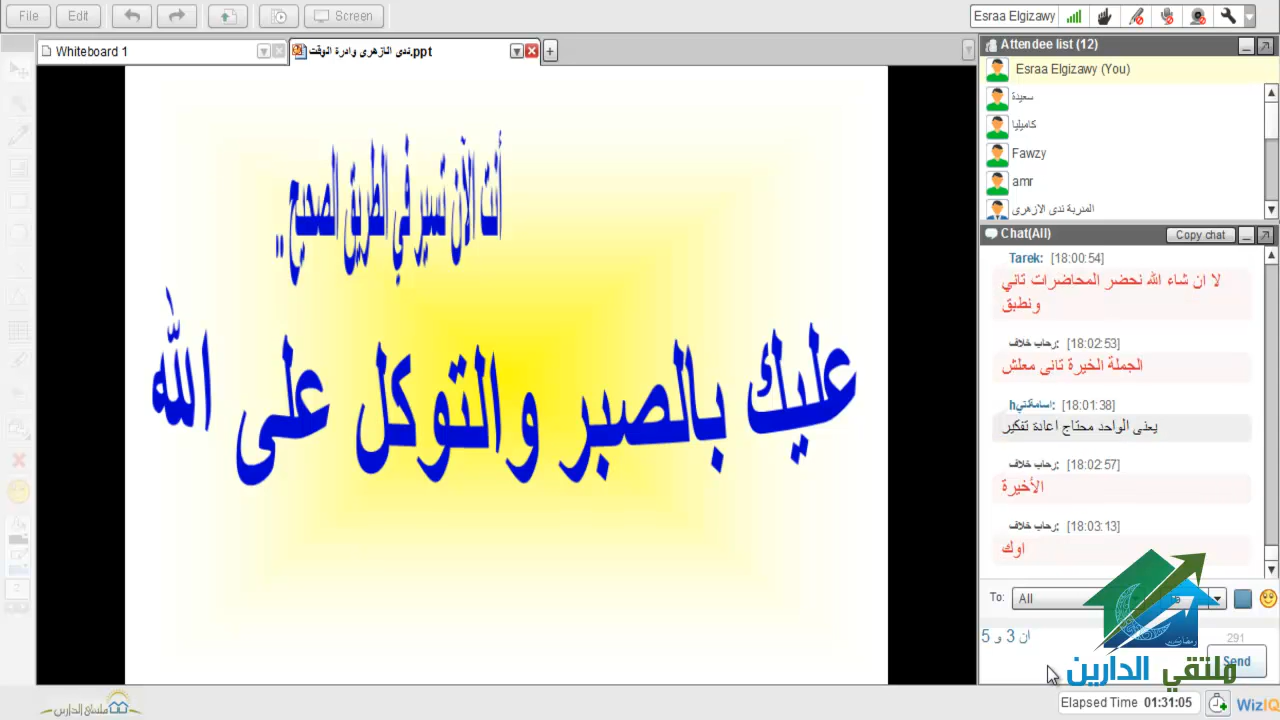 File
Edit
Screen
Esraa Elgizawy
Whiteboard 1
ندى الازهرى وادرة الوقت.ppt
Attendee list (12)
Esraa Elgizawy (You)
سعيدة
كاميليا
Fawzy
amr
المدربة ندى الازهرى
أنت الآن تسير في الطريق الصحيح ..
عليك بالصبر والتوكل على الله
Chat(All)
Copy chat
Tarek: [18:00:54]
لا ان شاء الله نحضر المحاضرات تاني
ونطبق
رحاب خلاف: [18:02:53]
الجملة الخيرة تانى معلش
[18:01:38]
يعنى الواحد محتاج اعادة تفكير
رحاب خلاف: [18:02:57]
الأخيرة
رحاب خلاف: [18:03:13]
اوك
To:
All
ان 3 و 5
291
Send
ملتقي الدارين
Elapsed Time 01:31:05
WizIQ
ملتقى الدارين